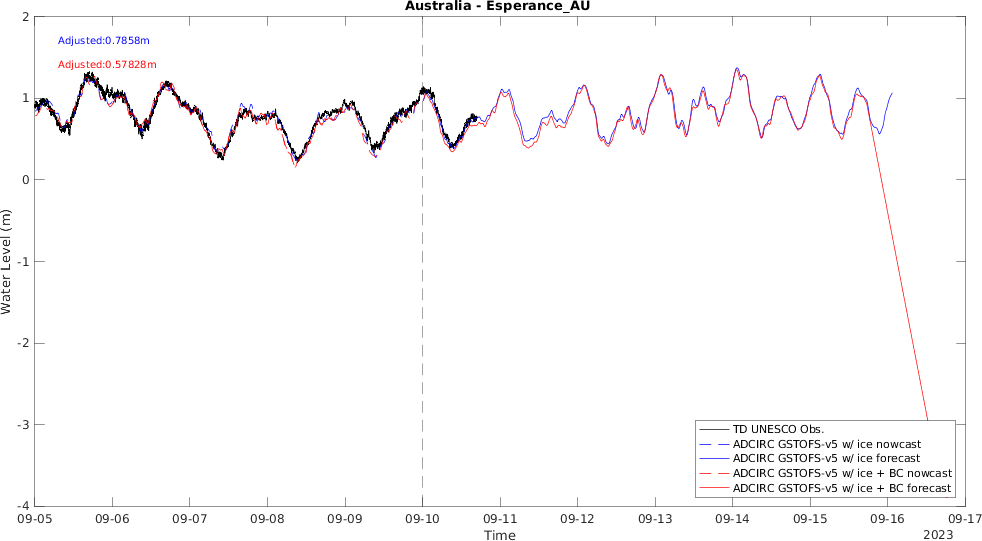 Australia - Esperance_AU
Adjusted:0.7858m
Adjusted:0.57828m
2
1
0
-1
-2
-3
-4
Water Level (m)
TD UNESCO Obs.
ADCIRC GSTOFS-v5 w/ ice nowcast
ADCIRC GSTOFS-v5 w/ ice forecast
ADCIRC GSTOFS-v5 w/ ice + BC nowcast
ADCIRC GSTOFS-v5 w/ ice + BC forecast
09-05 09-06 09-07 09-08 09-09 09-10 09-11 09-12 09-13 09-14 09-15 09-16 09-17
Time
2023